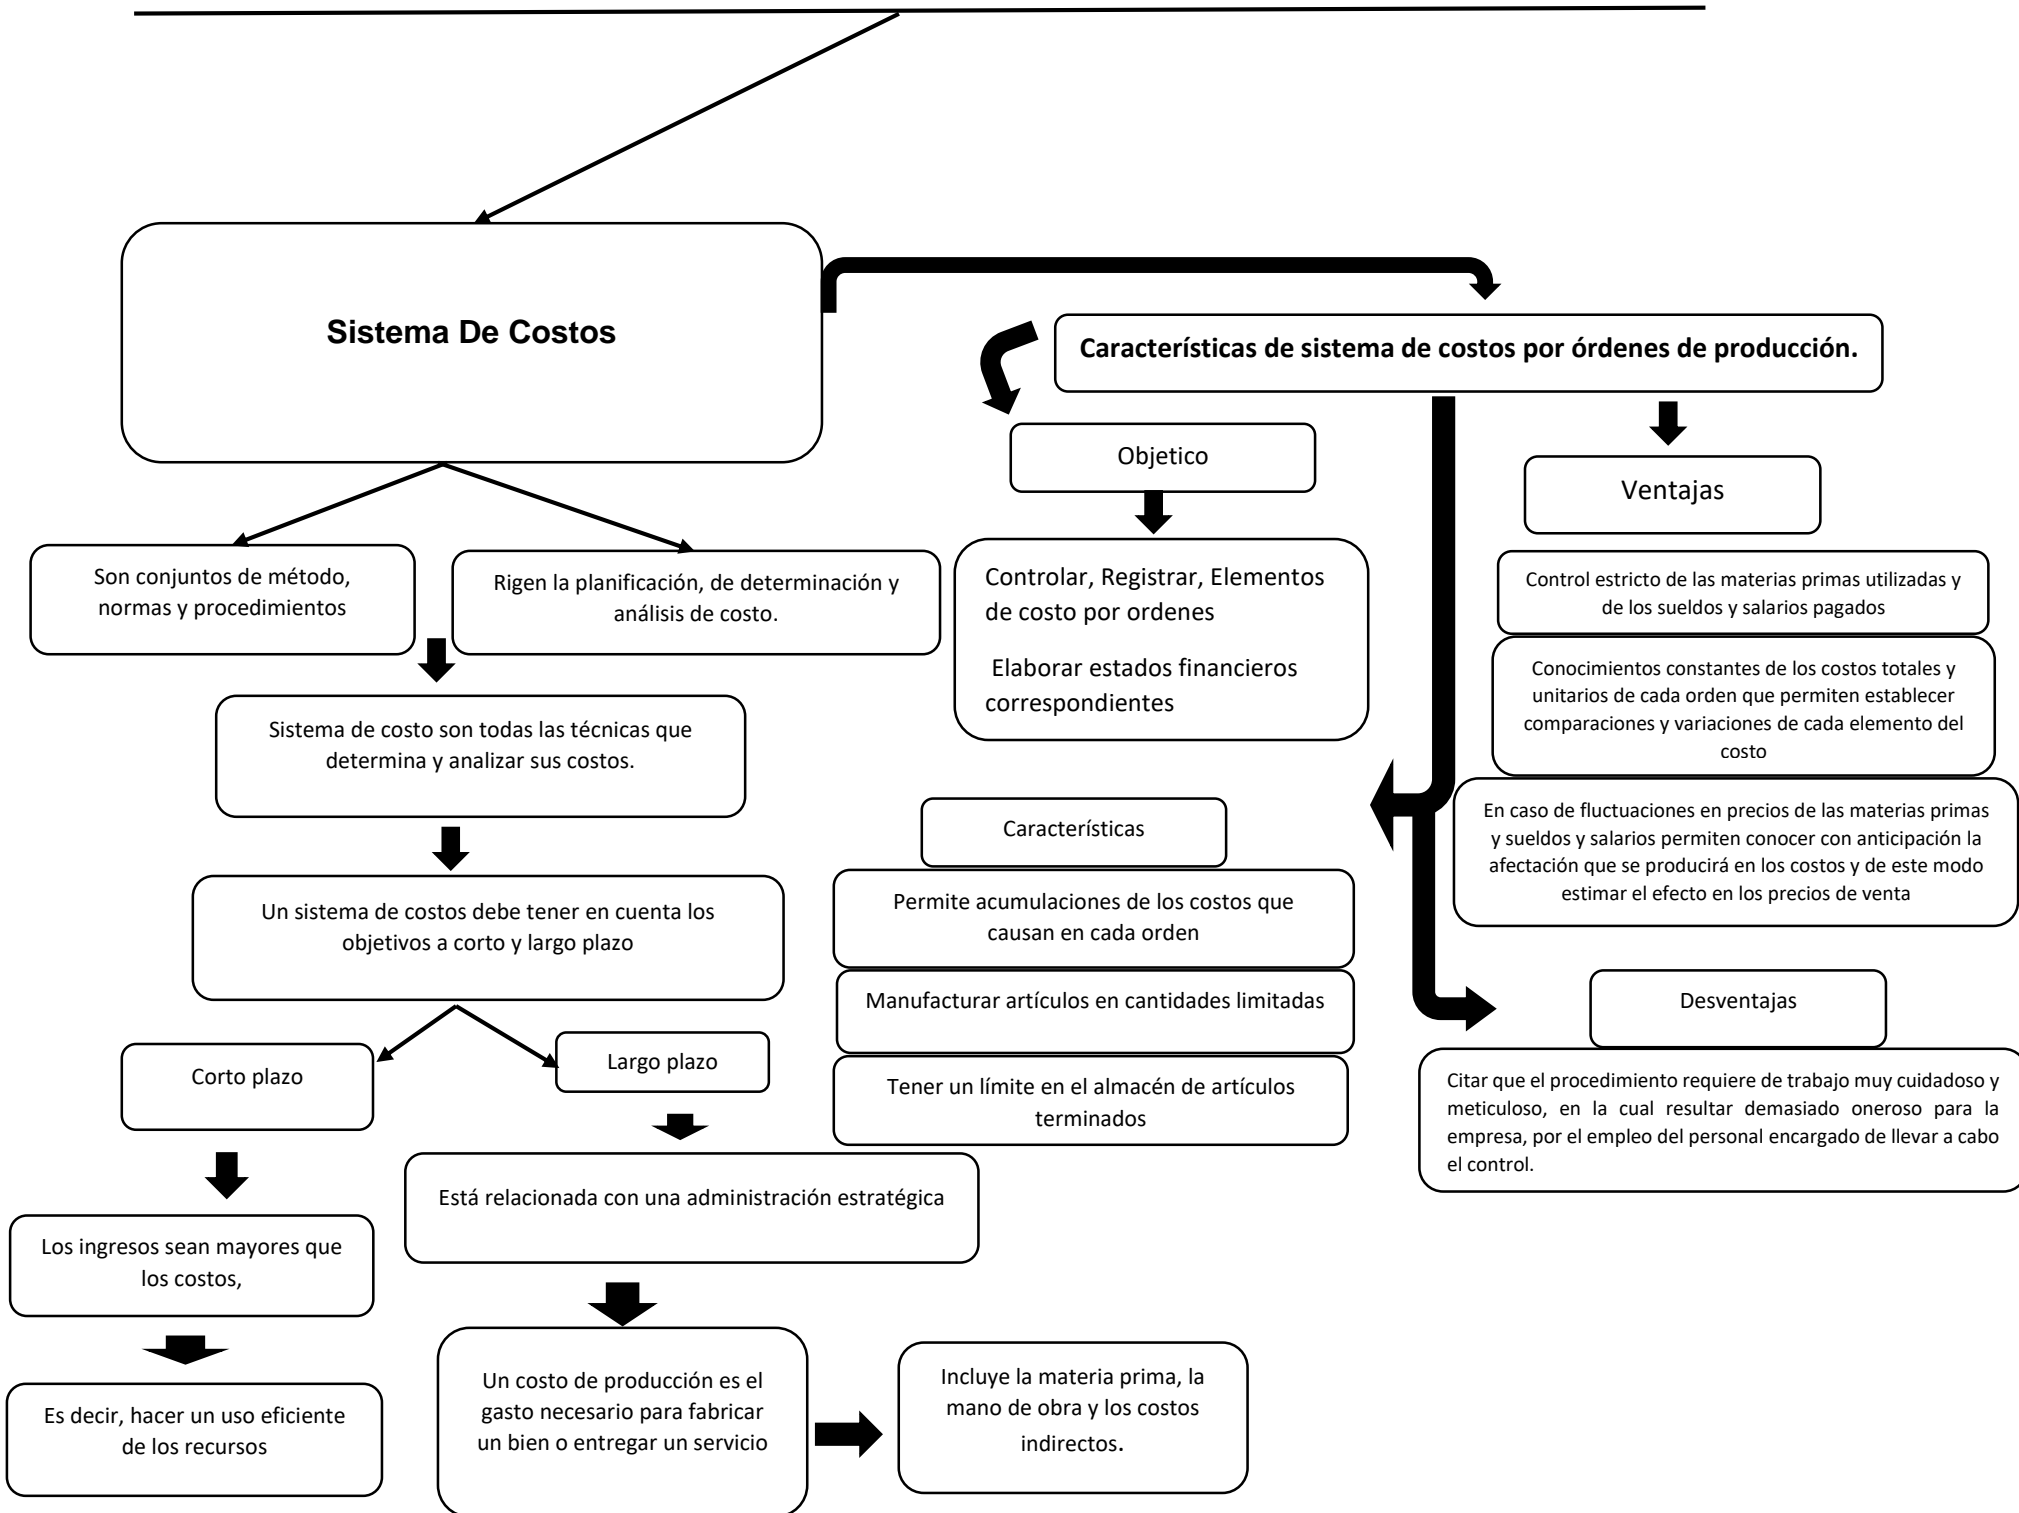 Sistema De Costos
Características de sistema de costos por órdenes de producción.
Objetico
Ventajas
Son conjuntos de método,
normas y procedimientos
Rigen la planificación, de determinación y
análisis de costo.
Controlar, Registrar, Elementos
de costo por ordenes
Elaborar estados financieros
correspondientes
Control estricto de las materias primas utilizadas y
de los sueldos y salarios pagados
Conocimientos constantes de los costos totales y
unitarios de cada orden que permiten establecer
comparaciones y variaciones de cada elemento del
costo
Sistema de costo son todas las técnicas que
determina y analizar sus costos.
En caso de fluctuaciones en precios de las materias primas
y sueldos y salarios permiten conocer con anticipación la
afectación que se producirá en los costos y de este modo
estimar el efecto en los precios de venta
Características
Un sistema de costos debe tener en cuenta los
objetivos a corto y largo plazo
Permite acumulaciones de los costos que
causan en cada orden
Manufacturar artículos en cantidades limitadas
Tener un límite en el almacén de artículos
terminados
Desventajas
Citar que el procedimiento requiere de trabajo muy cuidadoso y
meticuloso, en la cual resultar demasiado oneroso para la
empresa, por el empleo del personal encargado de llevar a cabo
el control.
Corto plazo
Largo plazo
Está relacionada con una administración estratégica
Los ingresos sean mayores que
los costos,
Es decir, hacer un uso eficiente
de los recursos
Un costo de producción es el
gasto necesario para fabricar
un bien o entregar un servicio
Incluye la materia prima, la
mano de obra y los costos
indirectos.